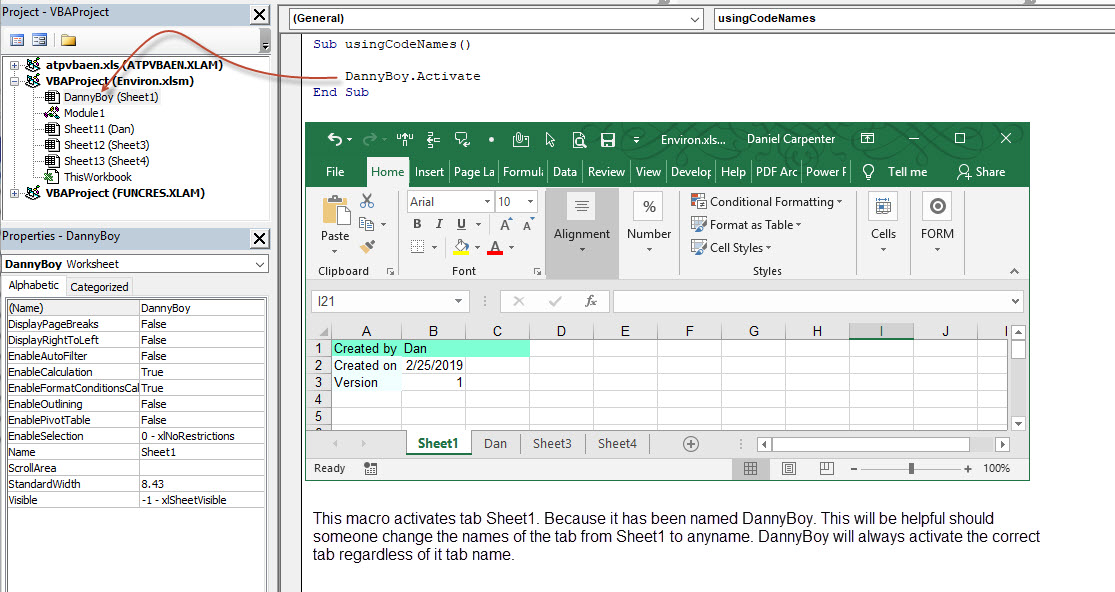 Project - VBAProject
atpvbaen.xls (ATPVBAEN.XLAM)
VBAProject (Environ.xlsm)
DannyBoy (Sheet1)
Module1
Sheet11 (Dan)
Sheet12 (Sheet3)
Sheet13 (Sheet4)
ThisWorkbook
VBAProject (FUNCRES.XLAM)
Properties - DannyBoy
DannyBoy Worksheet
Alphabetic Categorized
(Name) DannyBoy
DisplayPageBreaks False
DisplayRightToLeft False
EnableAutoFilter False
EnableCalculation True
EnableFormatConditionsCal True
EnableOutlining False
EnablePivotTable False
EnableSelection 0 - xlNoRestrictions
Name Sheet1
ScrollArea
StandardWidth 8.43
Visible -1 - xlSheetVisible
(General) usingCodeNames
Sub usingCodeNames()
DannyBoy.Activate
End Sub
Environ.xls... Daniel Carpenter
File Home Insert Page La Formula Data Review View Develop Help PDF Arc Power F Tell me Share
Paste
Clipboard
Arial 10
B I U A A
A
Font
Alignment
%
Number
Conditional Formatting
Format as Table
Cell Styles
Styles
Cells
FORM
I21 fx
A B C D E F G H I J
1 Created by Dan
2 Created on 2/25/2019
3 Version 1
4
5
Sheet1 Dan Sheet3 Sheet4
Ready 100%
This macro activates tab Sheet1. Because it has been named DannyBoy. This will be helpful should
someone change the names of the tab from Sheet1 to anyname. DannyBoy will always activate the correct
tab regardless of it tab name.